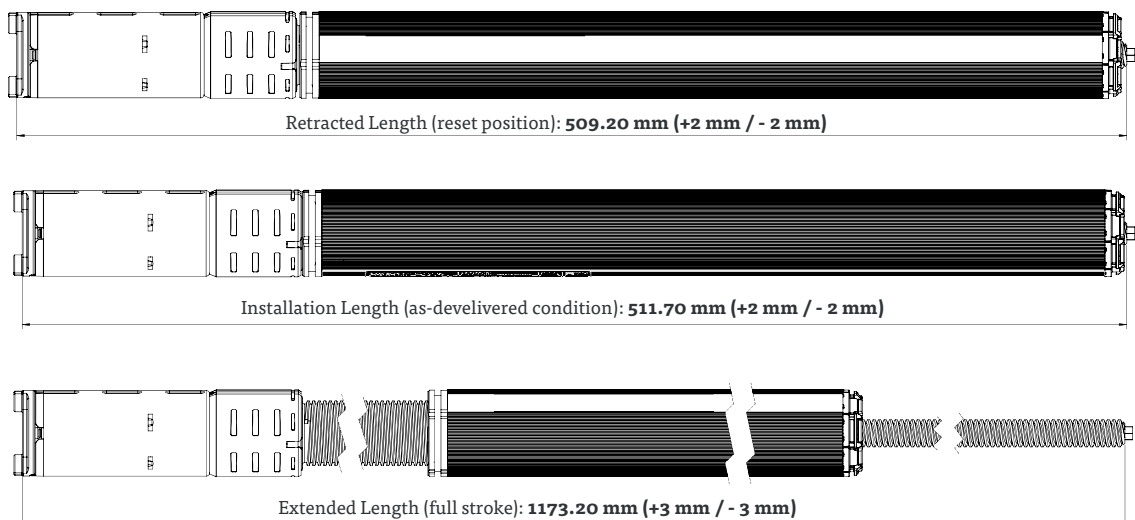 Retracted Length (reset position): 509.20 mm (+2 mm / - 2 mm)
Installation Length (as-develivered condition): 511.70 mm (+2 mm / - 2 mm)
Extended Length (full stroke): 1173.20 mm (+3 mm / - 3 mm)